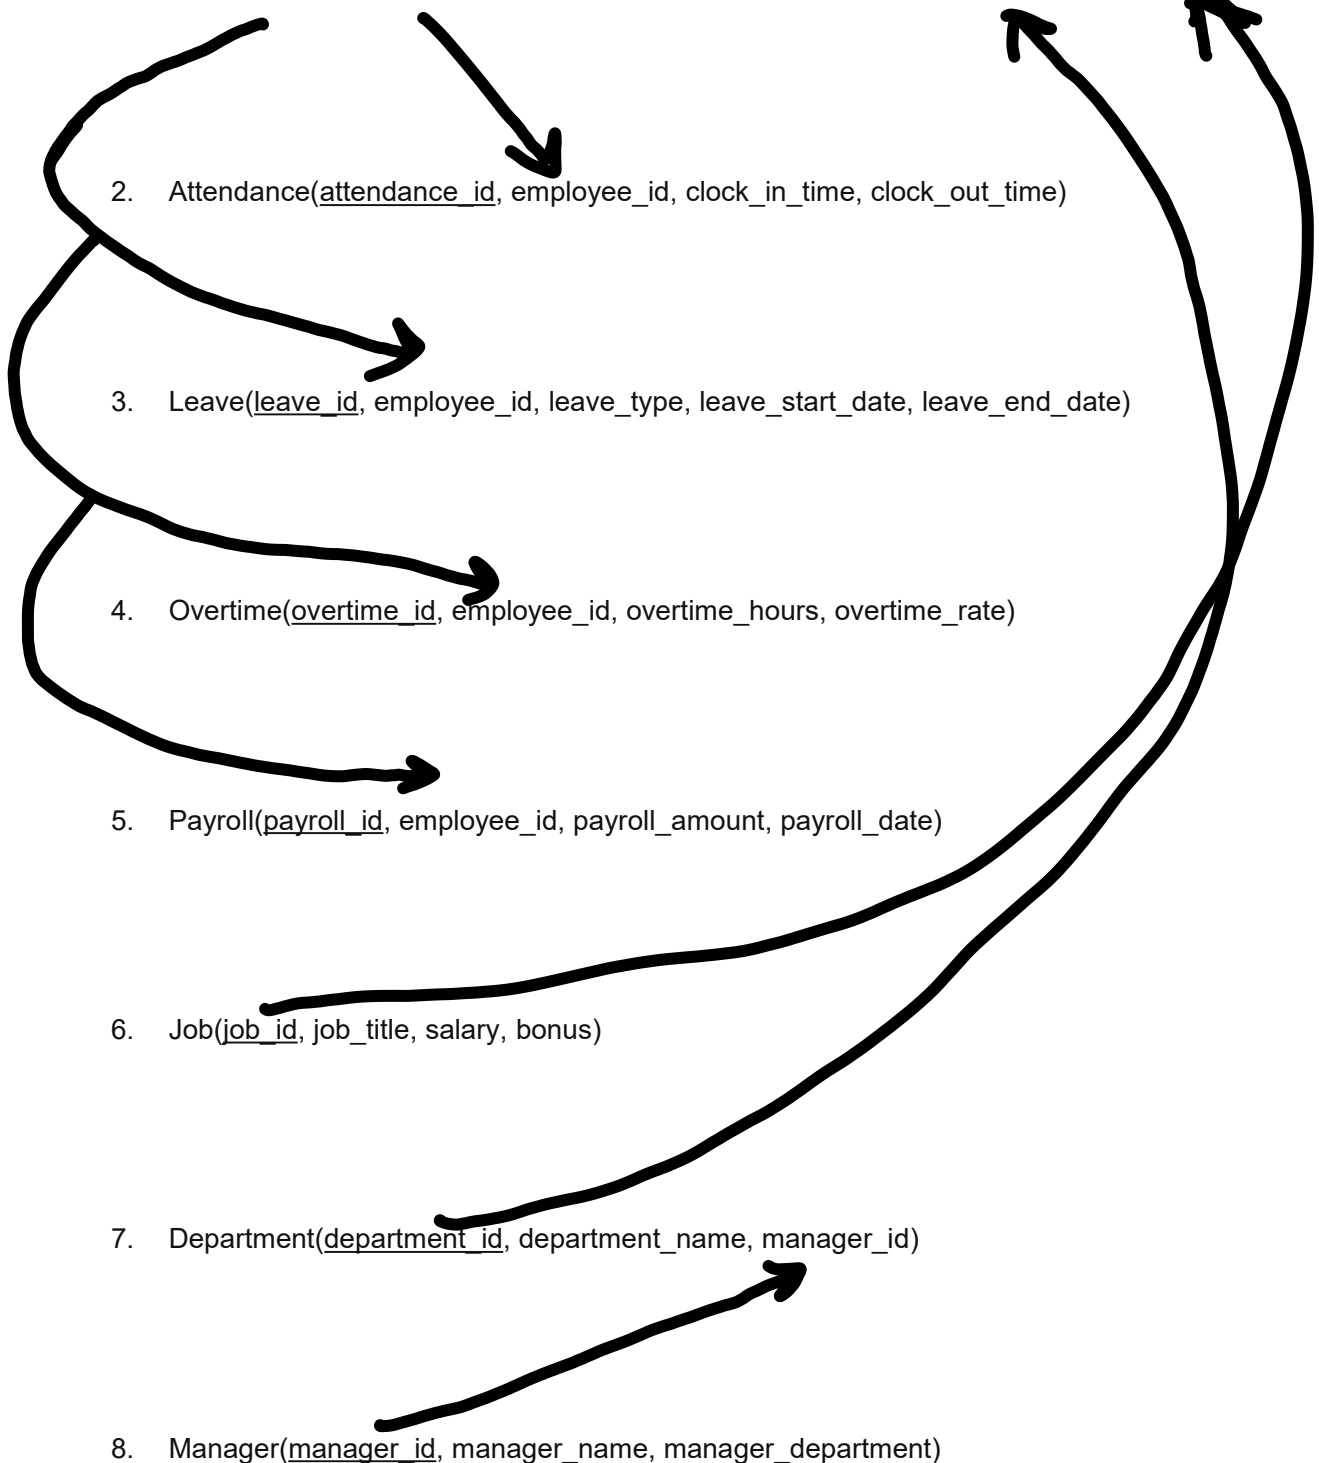 2. Attendance(attendance_id, employee_id, clock_in_time, clock_out_time)
3. Leave(leave_id, employee_id, leave_type, leave_start_date, leave_end_date)
4. Overtime(overtime_id, employee_id, overtime_hours, overtime_rate)
5. Payroll(payroll_id, employee_id, payroll_amount, payroll_date)
6. Job(job_id, job_title, salary, bonus)
7. Department(department_id, department_name, manager_id)
8. Manager(manager_id, manager_name, manager_department)